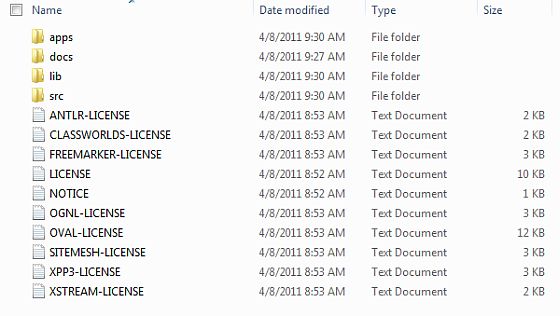 Name Date modified Type Size
apps 4/8/2011 9:30 AM File folder
docs 4/8/2011 9:27 AM File folder
lib 4/8/2011 9:30 AM File folder
src 4/8/2011 9:30 AM File folder
ANTLR-LICENSE 4/8/2011 8:53 AM Text Document 2 KB
CLASSWORLDS-LICENSE 4/8/2011 8:53 AM Text Document 2 KB
FREEMARKER-LICENSE 4/8/2011 8:53 AM Text Document 3 KB
LICENSE 4/8/2011 8:52 AM Text Document 10 KB
NOTICE 4/8/2011 8:52 AM Text Document 1 KB
OGNL-LICENSE 4/8/2011 8:53 AM Text Document 3 KB
OVAL-LICENSE 4/8/2011 8:53 AM Text Document 12 KB
SITEMESH-LICENSE 4/8/2011 8:53 AM Text Document 3 KB
XPP3-LICENSE 4/8/2011 8:53 AM Text Document 3 KB
XSTREAM-LICENSE 4/8/2011 8:53 AM Text Document 2 KB